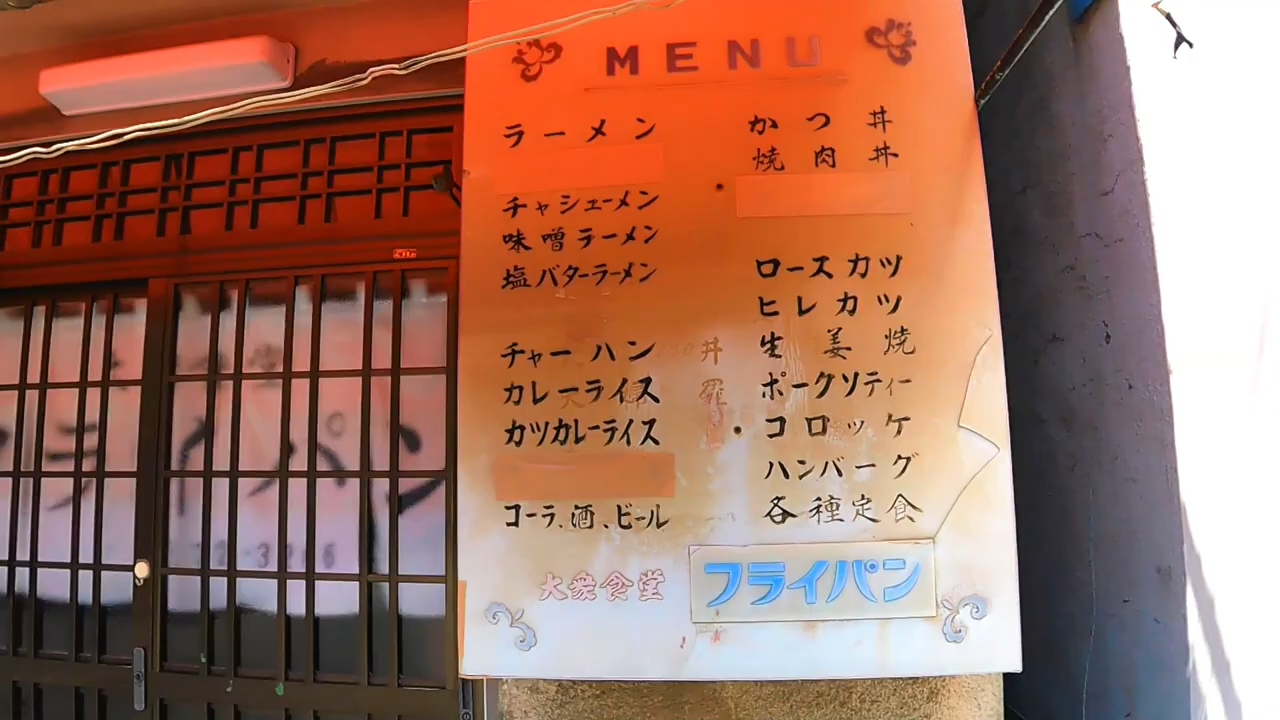 MENU
ラーメン
チャシューメン
味噌ラーメン
塩バターラーメン
チャーハン
カレーライス
カツカレーライス
コーラ、酒、ビール
かつ丼
焼肉丼
ロースカツ
ヒレカツ
生姜焼
ポークソティー
コロッケ
ハンバーグ
各種定食
大衆食堂
フライパン